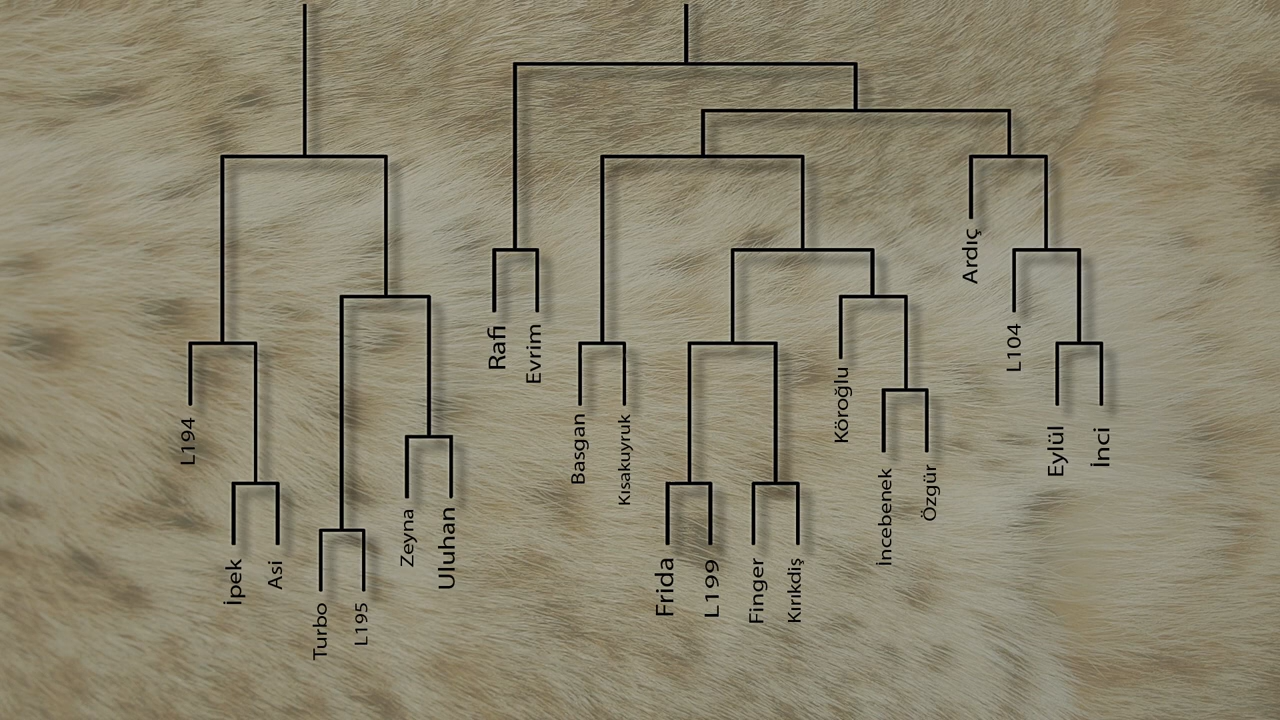 L194
İpek
Asi
Turbo
L195
Zeyna
Uluhan
Rafi
Evrim
Basgan
Kısakuyruk
Frida
L199
Finger
Kırıkdiş
Köroğlu
İncebenek
Özgür
Ardıç
L104
Eylül
İnci